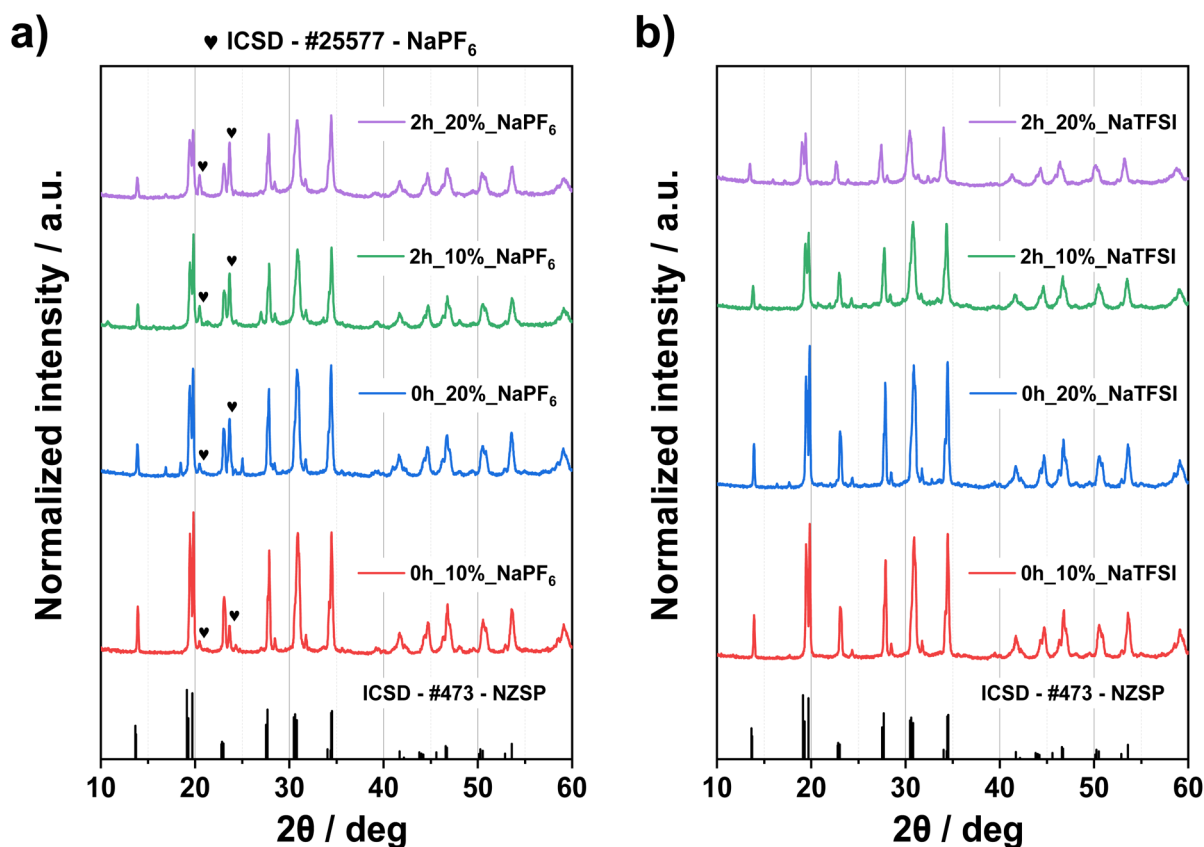 a)
♥ ICSD - #25577 - NaPF₆
Normalized intensity / a.u.
2h_20%_NaPF₆
♥
♥
2h_10%_NaPF₆
♥
♥
0h_20%_NaPF₆
♥
♥
0h_10%_NaPF₆
♥
♥
ICSD - #473 - NZSP
10 20 30 40 50 60
2θ / deg
b)
Normalized intensity / a.u.
2h_20%_NaTFSI
2h_10%_NaTFSI
0h_20%_NaTFSI
0h_10%_NaTFSI
ICSD - #473 - NZSP
10 20 30 40 50 60
2θ / deg